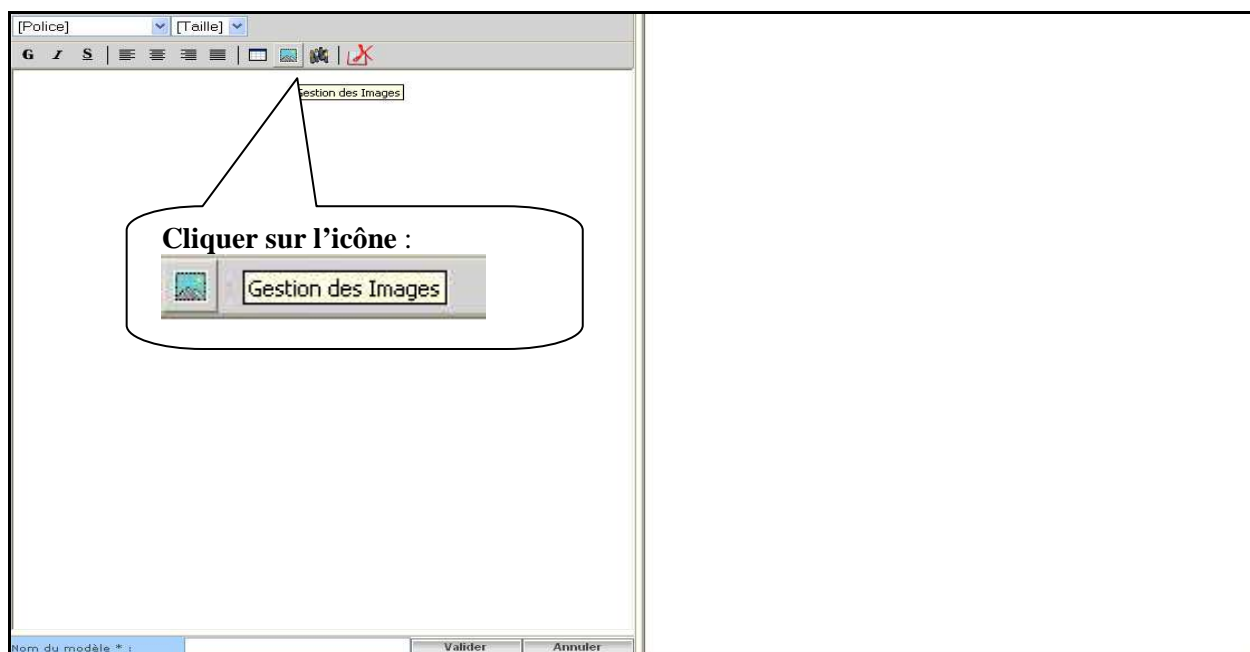 [Police] [Taille]
G I S
Gestion des Images
Cliquer sur l’icône :
Gestion des Images
Nom du modèle * : Valider Annuler